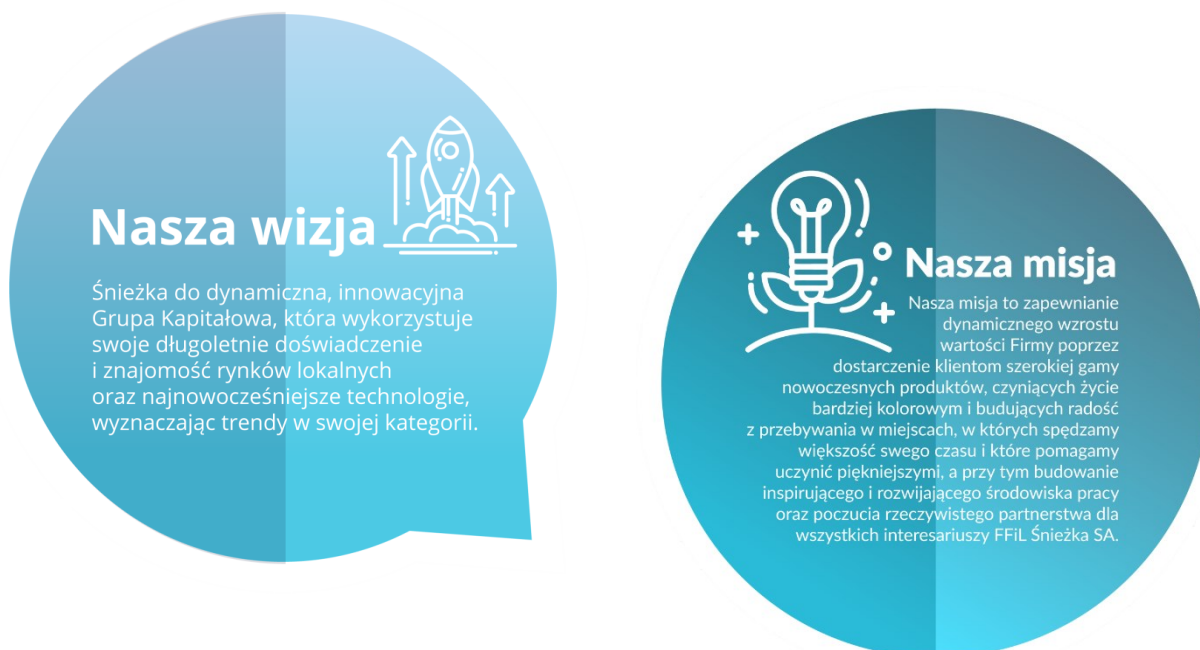 Nasza wizja
Śnieżka do dynamiczna, innowacyjna
Grupa Kapitałowa, która wykorzystuje
swoje długoletnie doświadczenie
i znajomość rynków lokalnych
oraz najnowocześniejsze technologie,
wyznaczając trendy w swojej kategorii.
Nasza misja
Nasza misja to zapewnianie
dynamicznego wzrostu
wartości Firmy poprzez
dostarczenie klientom szerokiej gamy
nowoczesnych produktów, czyniących życie
bardziej kolorowym i budujących radość
z przebywania w miejscach, w których spędzamy
większość swego czasu i które pomagamy
uczynić piękniejszymi, a przy tym budowanie
inspirującego i rozwijającego środowiska pracy
oraz poczucia rzeczywistego partnerstwa dla
wszystkich interesariuszy FFiL Śnieżka SA.